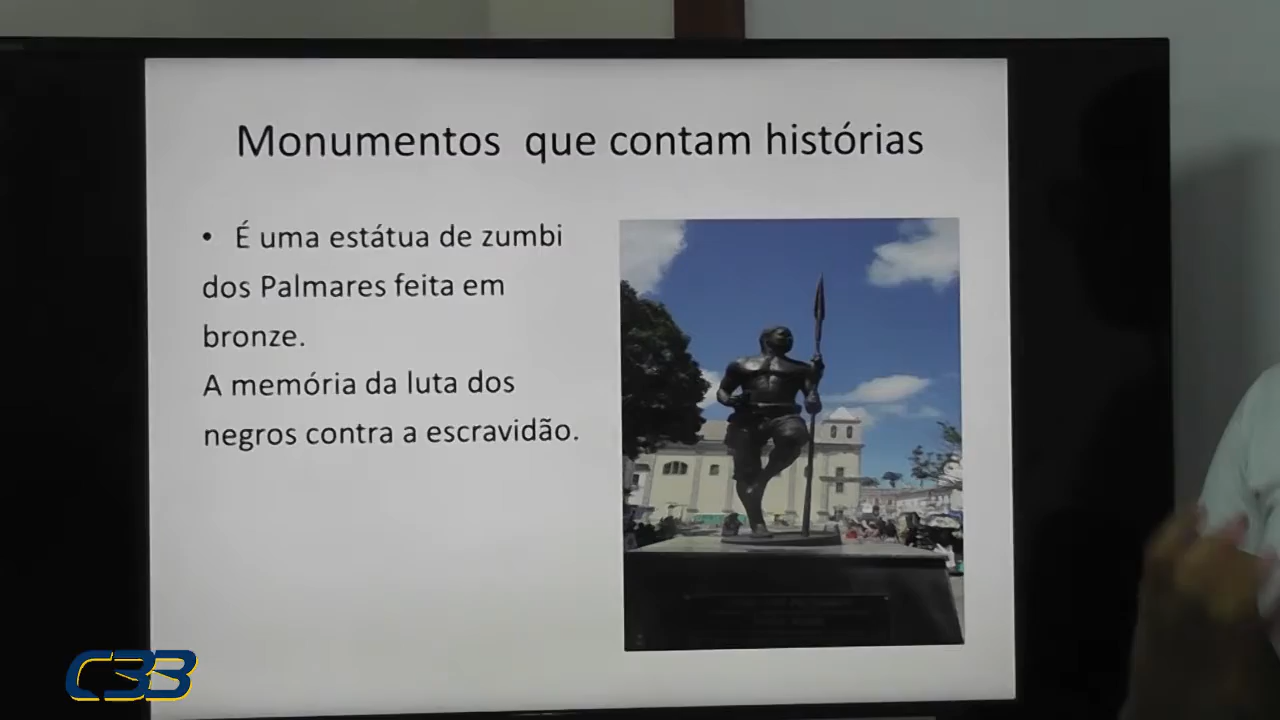 Monumentos que contam histórias
• É uma estátua de zumbi
dos Palmares feita em
bronze.
A memória da luta dos
negros contra a escravidão.
CBB